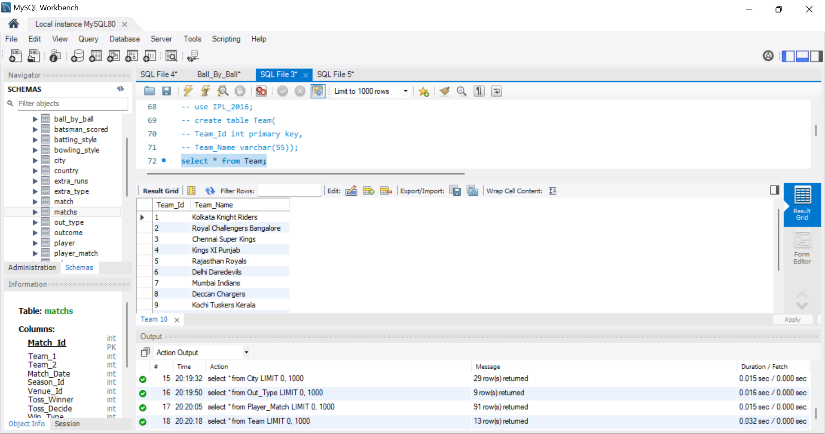 MySQL Workbench
Local instance MySQL80
File Edit View Query Database Server Tools Scripting Help
Navigator
SCHEMAS
Filter objects
ball_by_ball
batsman_scored
batting_style
bowling_style
city
country
extra_runs
extra_type
match
matchs
out_type
outcome
player
player_match
Administration Schemas
Information
Table: matchs
Columns:
Match_Id int PK
Team_1 int
Team_2 int
Match_Date int
Season_Id int
Venue_Id int
Toss_Winner int
Toss_Decide int
Win_Type int
Object Info Session
SQL File 4* Ball_By_Ball* SQL File 3* SQL File 5*
Limit to 1000 rows
68 -- use IPL_2016;
69 -- create table Team(
70 -- Team_Id int primary key,
71 -- Team_Name varchar(55));
72 select * from Team;
Result Grid Filter Rows: Edit: Export/Import: Wrap Cell Content:
Team_Id Team_Name
1 Kolkata Knight Riders
2 Royal Challengers Bangalore
3 Chennai Super Kings
4 Kings XI Punjab
5 Rajasthan Royals
6 Delhi Daredevils
7 Mumbai Indians
8 Deccan Chargers
9 Kochi Tuskers Kerala
Result Grid
Form Editor
Team 10
Apply
Output
Action Output
# Time Action Message Duration / Fetch
15 20:19:32 select * from City LIMIT 0, 1000 29 row(s) returned 0.015 sec / 0.000 sec
16 20:19:50 select * from Out_Type LIMIT 0, 1000 9 row(s) returned 0.016 sec / 0.000 sec
17 20:20:05 select * from Player_Match LIMIT 0, 1000 91 row(s) returned 0.015 sec / 0.000 sec
18 20:20:18 select * from Team LIMIT 0, 1000 13 row(s) returned 0.032 sec / 0.000 sec